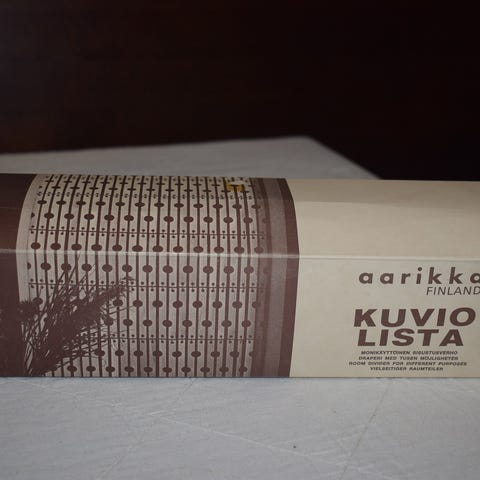 aarikka
FINLAND
KUVIO
LISTA
MONIKÄYTTÖINEN SISUSTUSVERHO
DRAPERI MED TUSEN MÖJLIGHETER
ROOM DIVIDER FOR DIFFERENT PURPOSES
VIELSEITIGER RAUMTEILER